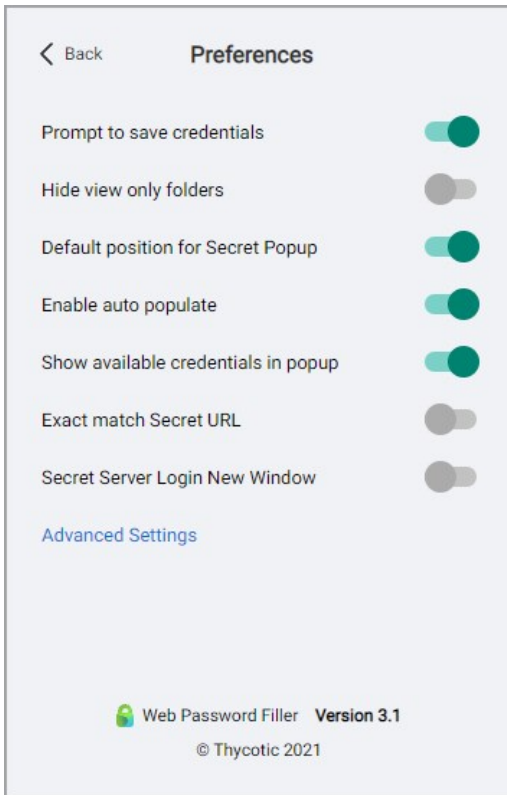 Back Preferences
Prompt to save credentials
Hide view only folders
Default position for Secret Popup
Enable auto populate
Show available credentials in popup
Exact match Secret URL
Secret Server Login New Window
Advanced Settings
Web Password Filler Version 3.1
© Thycotic 2021